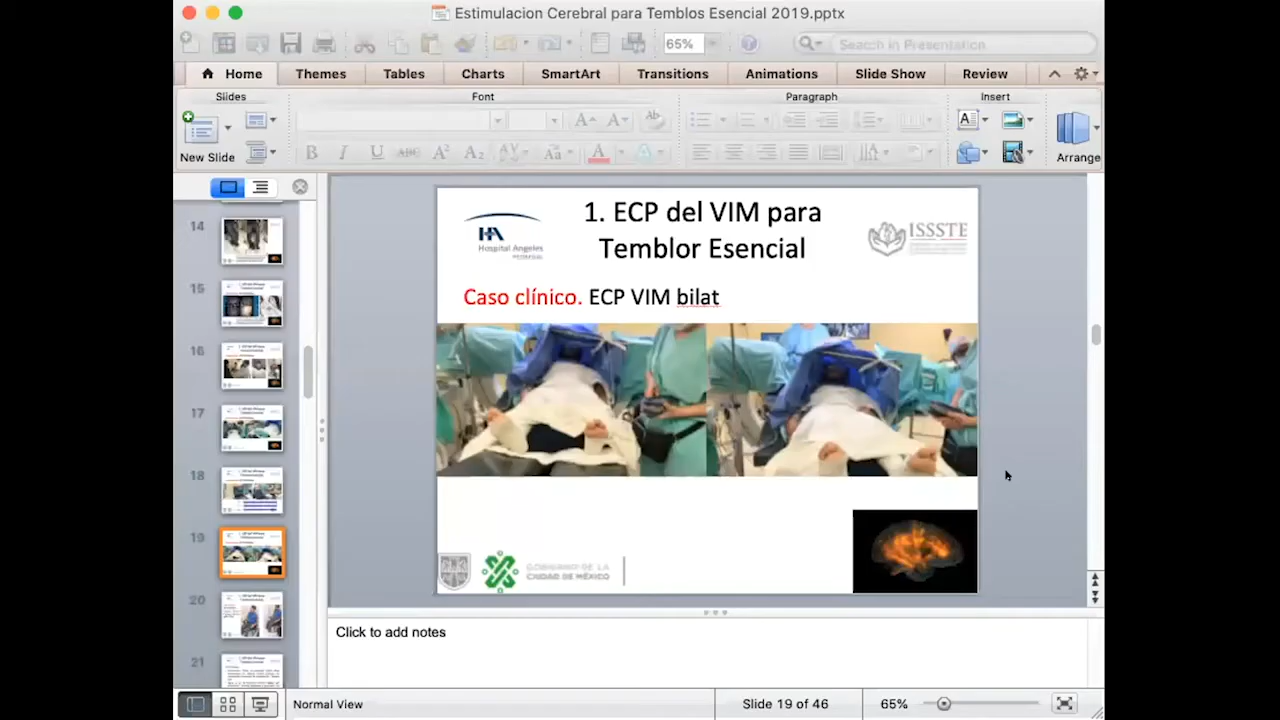 Estimulacion Cerebral para Temblos Esencial 2019.pptx
65%
Search in Presentation
Home
Themes
Tables
Charts
SmartArt
Transitions
Animations
Slide Show
Review
Slides
Font
Paragraph
Insert
New Slide
Arrange
14
15
16
17
18
19
20
21
1. ECP del VIM para
Temblor Esencial
Hospital Angeles
ISSSTE
Caso clínico. ECP VIM bilat
GOBIERNO DE LA
CIUDAD DE MÉXICO
Click to add notes
Normal View
Slide 19 of 46
65%